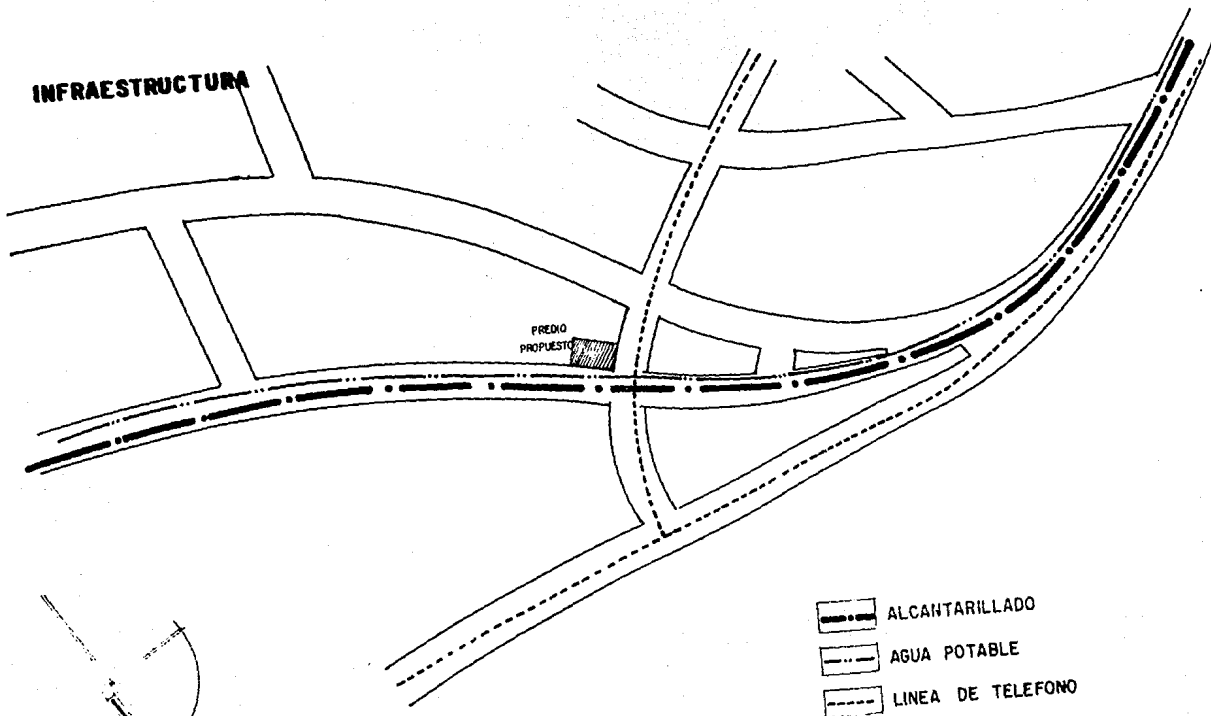 INFRAESTRUCTURA
PREDIO
PROPUESTO
ALCANTARILLADO
AGUA POTABLE
LINEA DE TELEFONO